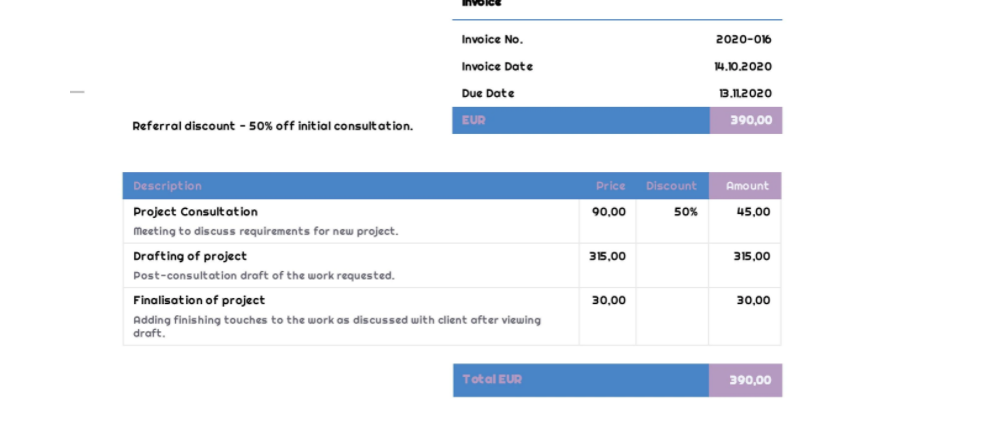 Invoice
Invoice No. 2020-016
Invoice Date 14.10.2020
Due Date 13.11.2020
Referral discount - 50% off initial consultation.
EUR 390,00
Description Price Discount Amount
Project Consultation 90,00 50% 45,00
Meeting to discuss requirements for new project.
Drafting of project 315,00 315,00
Post-consultation draft of the work requested.
Finalisation of project 30,00 30,00
Adding finishing touches to the work as discussed with client after viewing
draft.
Total EUR 390,00